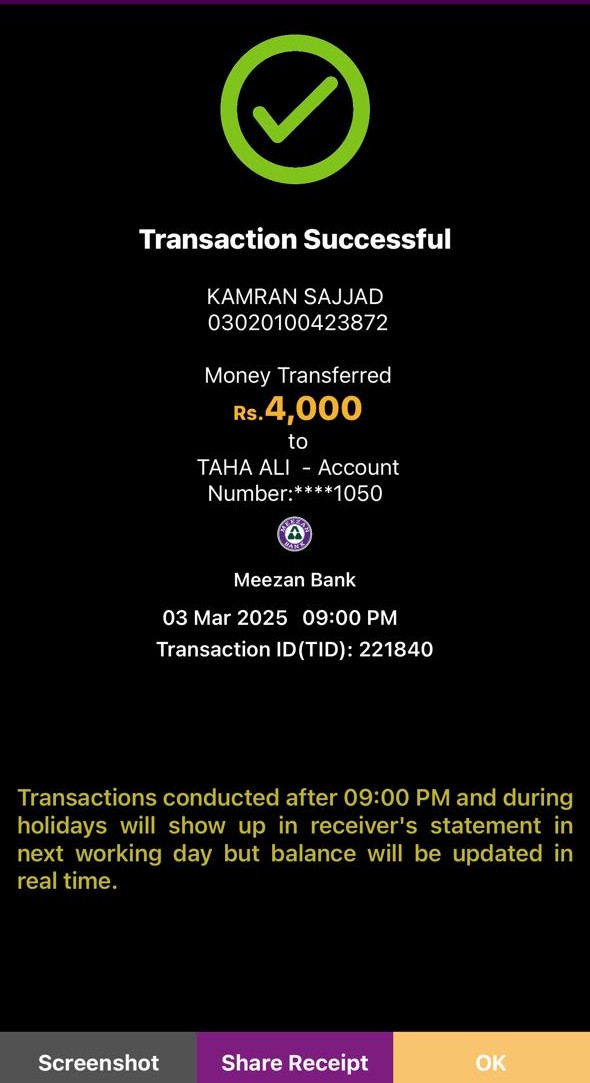 Transaction Successful
KAMRAN SAJJAD
03020100423872
Money Transferred
Rs.4,000
to
TAHA ALI - Account
Number:****1050
MEEZAN
BANK
Meezan Bank
03 Mar 2025 09:00 PM
Transaction ID(TID): 221840
Transactions conducted after 09:00 PM and during
holidays will show up in receiver's statement in
next working day but balance will be updated in
real time.
Screenshot
Share Receipt
OK